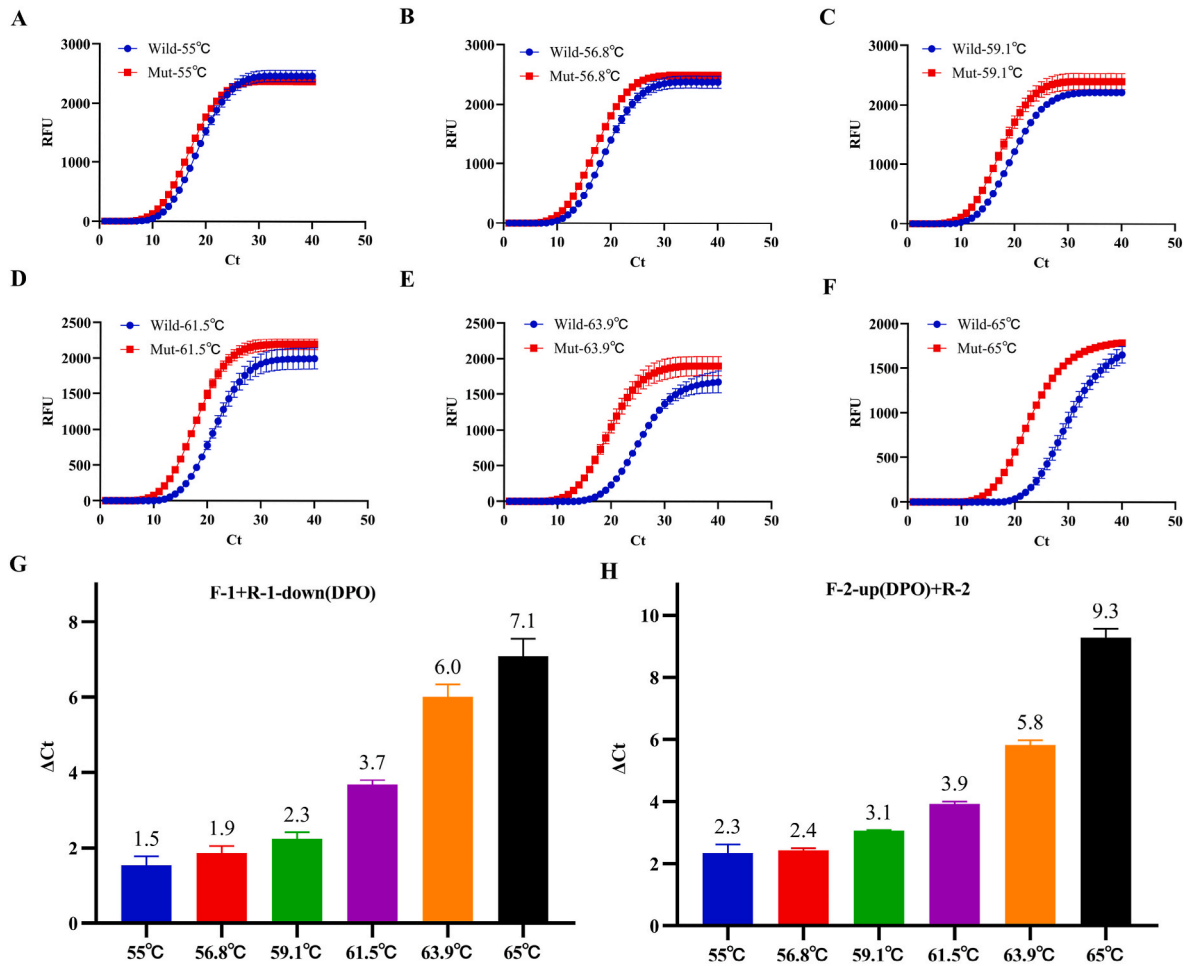 A
Wild-55℃
Mut-55℃
3000
2000
1000
0
RFU
0 10 20 30 40 50
Ct
B
Wild-56.8℃
Mut-56.8℃
3000
2000
1000
0
RFU
0 10 20 30 40 50
Ct
C
Wild-59.1℃
Mut-59.1℃
3000
2000
1000
0
RFU
0 10 20 30 40 50
Ct
D
Wild-61.5℃
Mut-61.5℃
2500
2000
1500
1000
500
0
RFU
0 10 20 30 40 50
Ct
E
Wild-63.9℃
Mut-63.9℃
2500
2000
1500
1000
500
0
RFU
0 10 20 30 40 50
Ct
F
Wild-65℃
Mut-65℃
2000
1500
1000
500
0
RFU
0 10 20 30 40 50
Ct
G
F-1+R-1-down(DPO)
8
6
4
2
0
ΔCt
1.5 1.9 2.3 3.7 6.0 7.1
55℃ 56.8℃ 59.1℃ 61.5℃ 63.9℃ 65℃
H
F-2-up(DPO)+R-2
10
8
6
4
2
0
ΔCt
2.3 2.4 3.1 3.9 5.8 9.3
55℃ 56.8℃ 59.1℃ 61.5℃ 63.9℃ 65℃